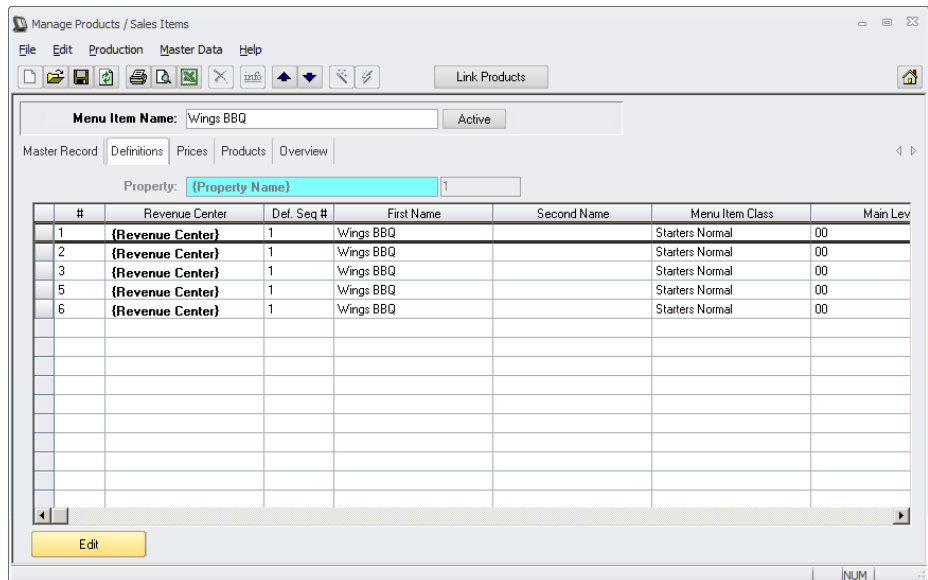 Manage Products / Sales Items
File Edit Production Master Data Help
info Link Products
Menu Item Name: Wings BBQ Active
Master Record Definitions Prices Products Overview
Property: {Property Name} 1
# Revenue Center Def. Seq # First Name Second Name Menu Item Class Main Lev
1 {Revenue Center} 1 Wings BBQ Starters Normal 00
2 {Revenue Center} 1 Wings BBQ Starters Normal 00
3 {Revenue Center} 1 Wings BBQ Starters Normal 00
5 {Revenue Center} 1 Wings BBQ Starters Normal 00
6 {Revenue Center} 1 Wings BBQ Starters Normal 00
Edit
NUM